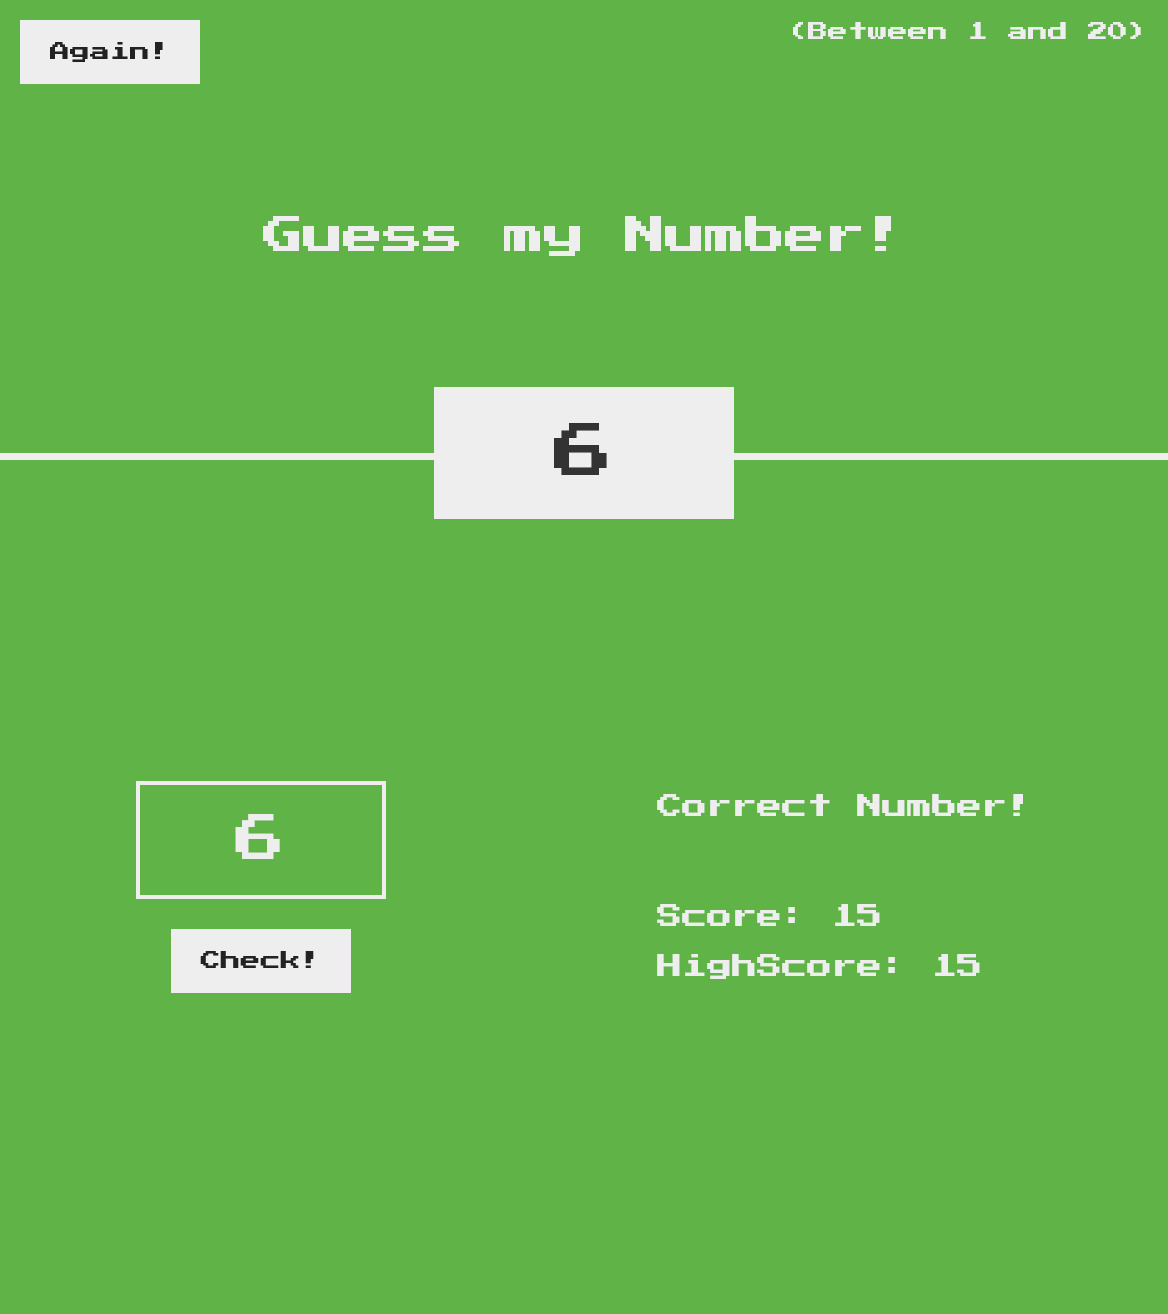 Again!
(Between 1 and 20)
Guess my Number!
6
6
Check!
Correct Number!
Score: 15
HighScore: 15